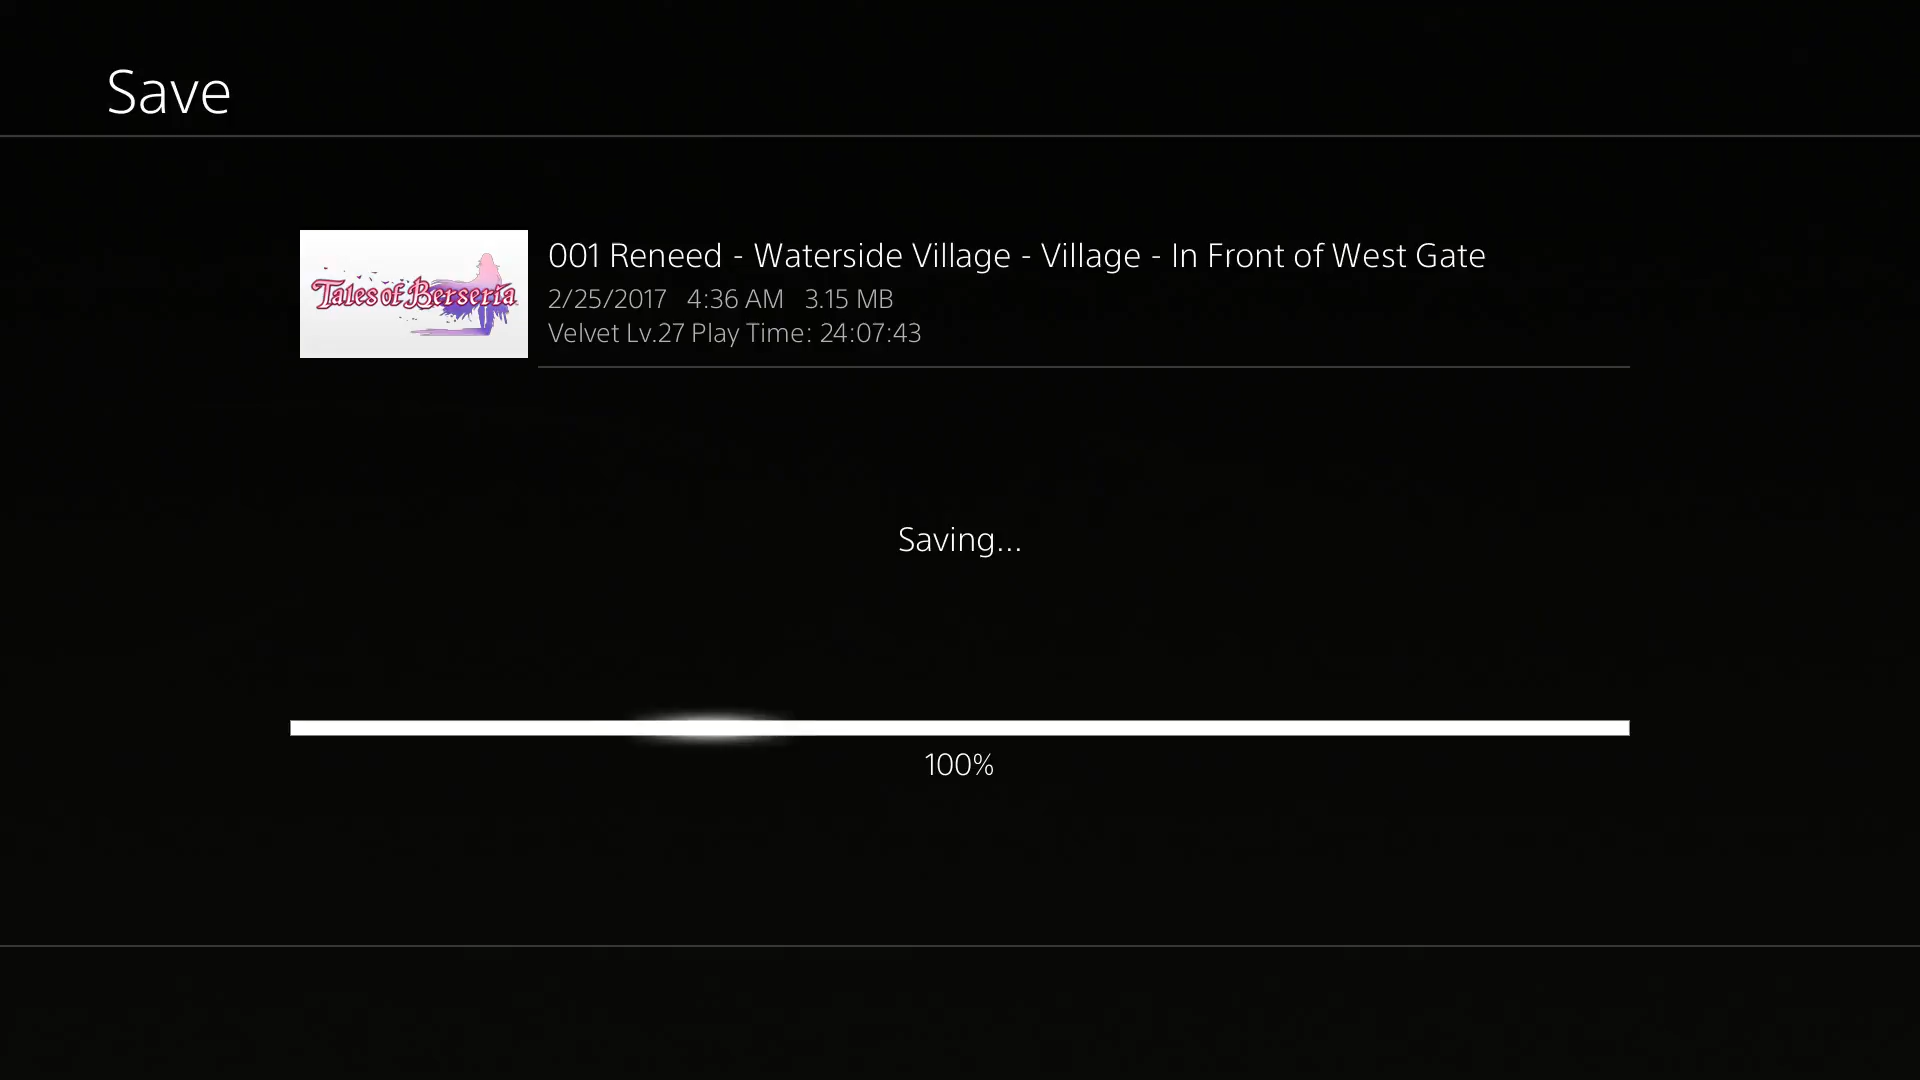 Save
Tales of Berseria
001 Reneed - Waterside Village - Village - In Front of West Gate
2/25/2017 4:36 AM 3.15 MB
Velvet Lv.27 Play Time: 24:07:43
Saving...
100%